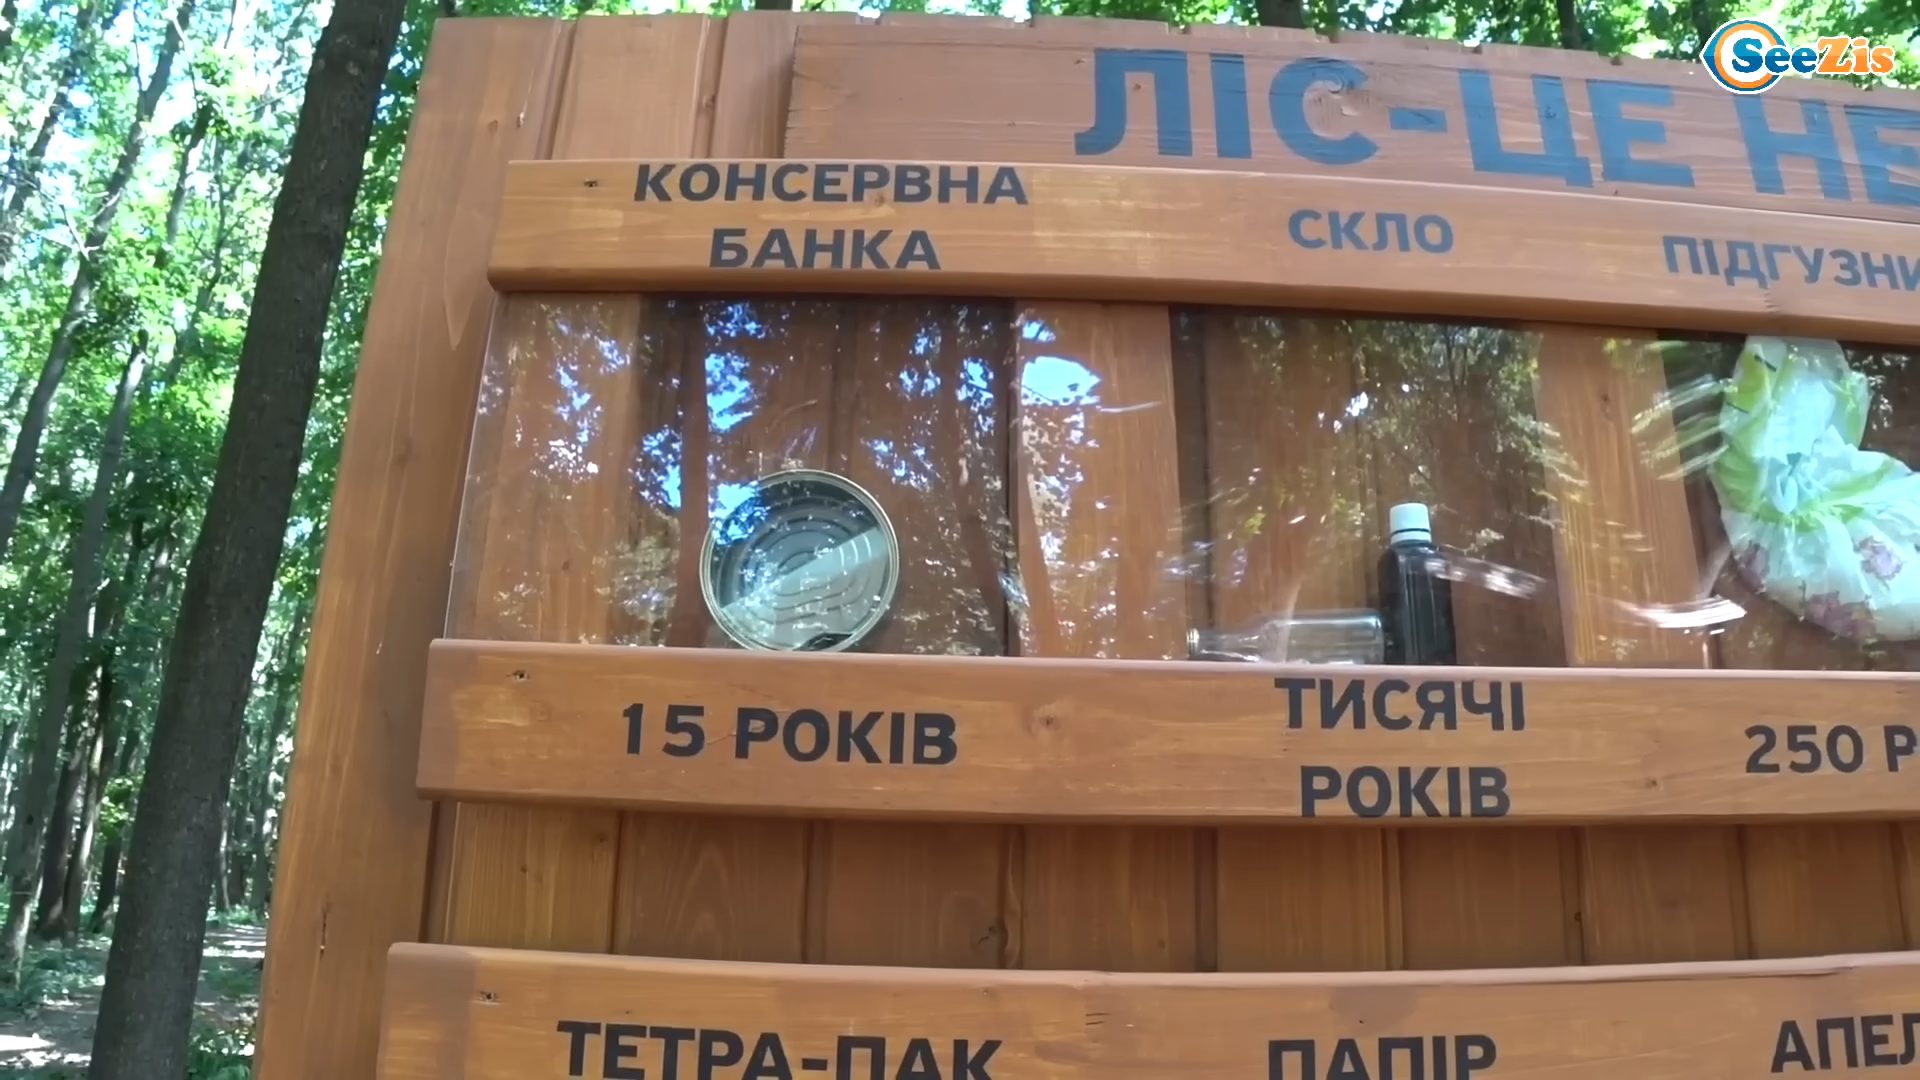 SeeZis
ЛІС-ЦЕ НЕ
КОНСЕРВНА
БАНКА
СКЛО
ПІДГУЗНИ
15 РОКІВ
ТИСЯЧІ
РОКІВ
250 Р
ТЕТРА-ПАК
ПАПІР
АПЕЛ